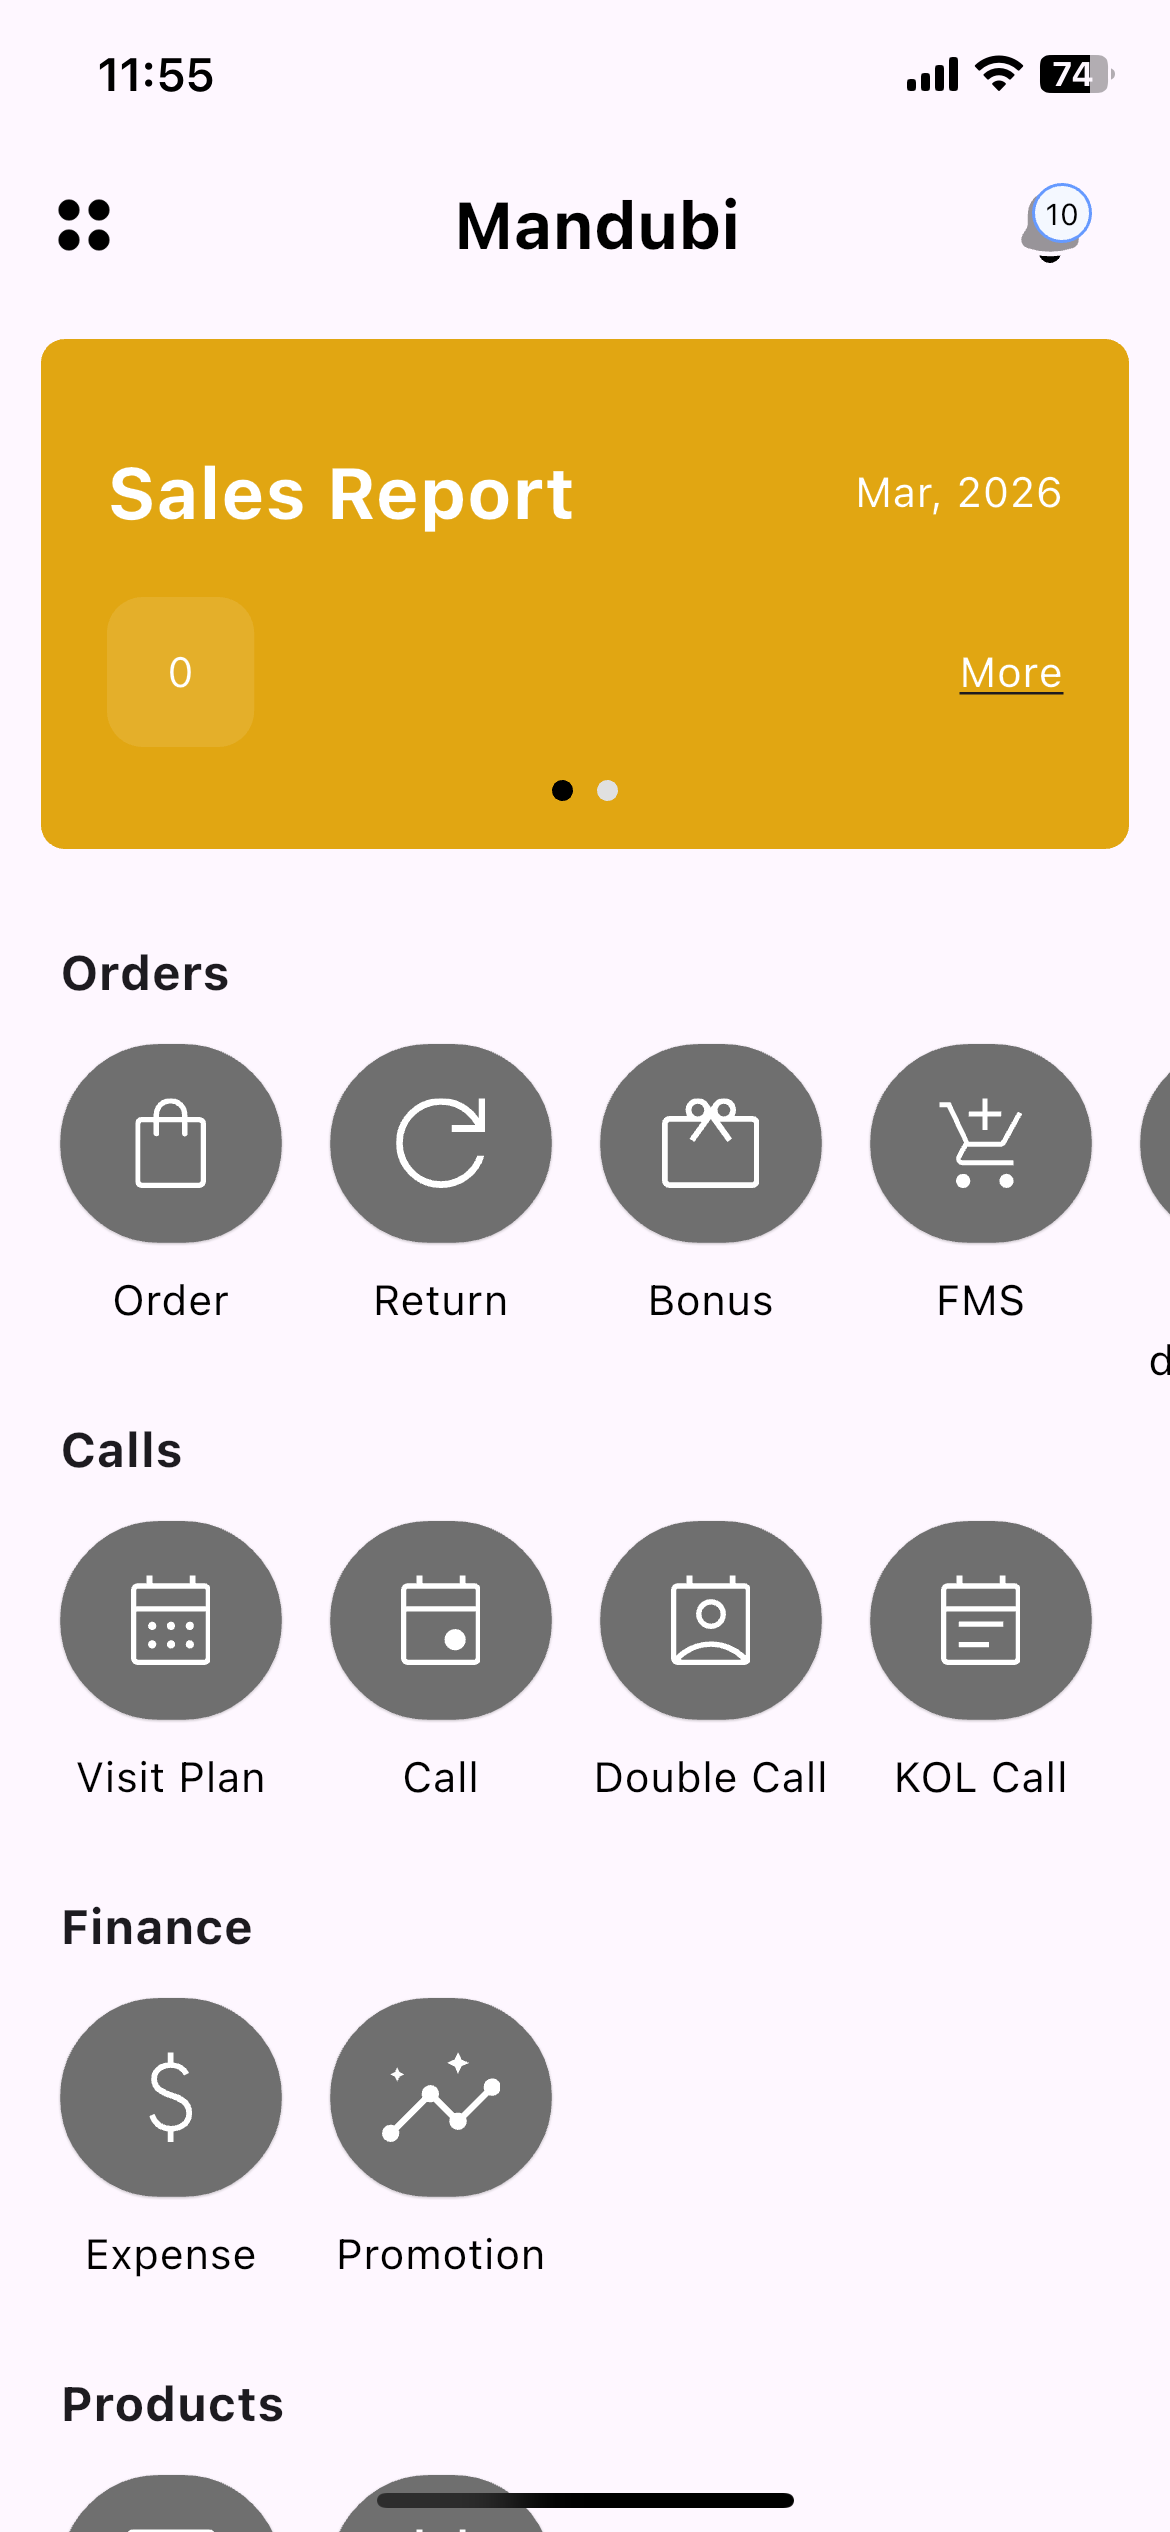 11:55
74
Mandubi
10
Sales Report
Mar, 2026
0
More
Orders
Order
Return
Bonus
FMS
Calls
Visit Plan
Call
Double Call
KOL Call
Finance
Expense
Promotion
Products